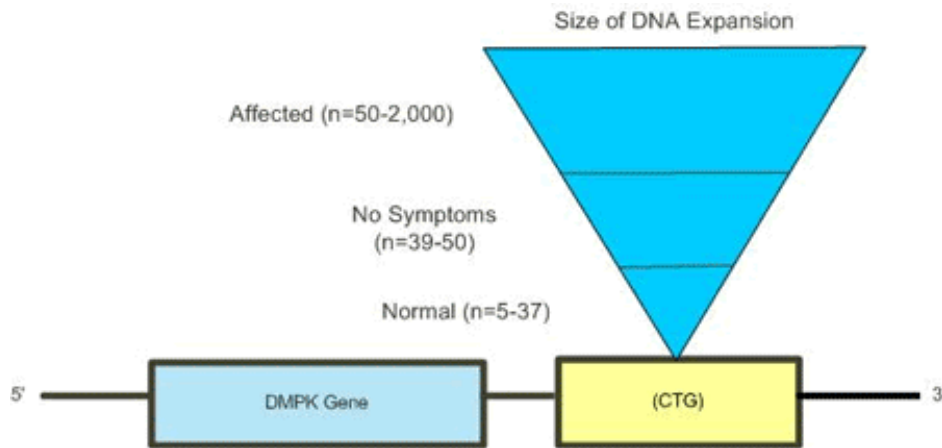 Size of DNA Expansion
Affected (n=50-2,000)
No Symptoms
(n=39-50)
Normal (n=5-37)
5'
DMPK Gene
(CTG)
3